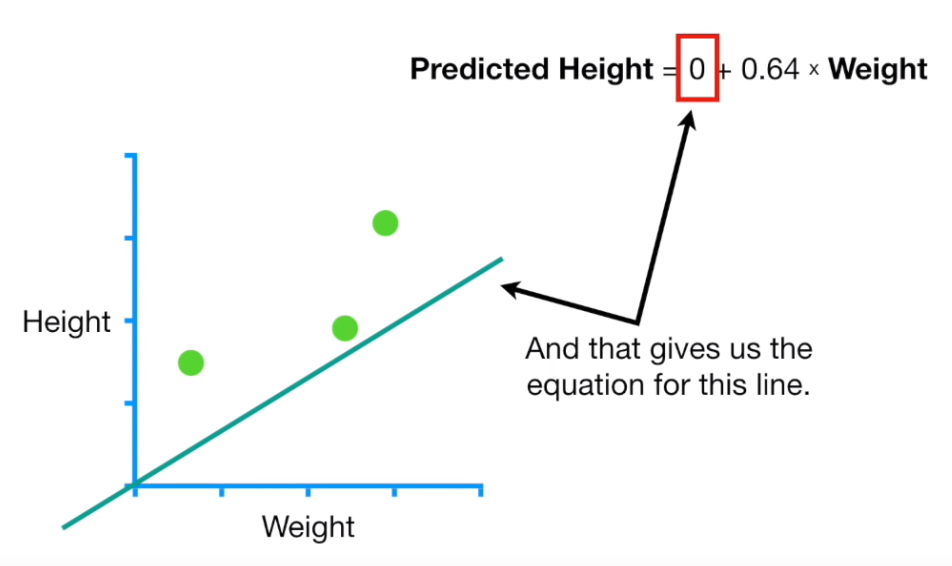 Predicted Height = 0 + 0.64 × Weight
Height
And that gives us the
equation for this line.
Weight